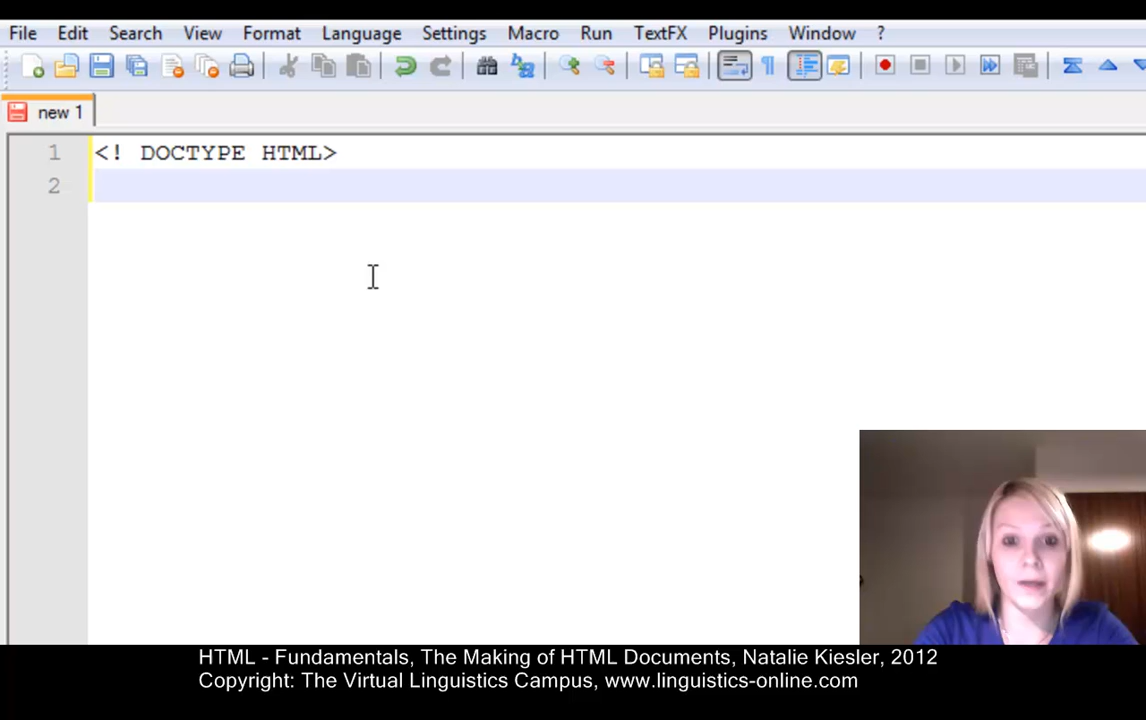 File Edit Search View Format Language Settings Macro Run TextFX Plugins Window ?
new 1
1 <! DOCTYPE HTML>
2
HTML - Fundamentals, The Making of HTML Documents, Natalie Kiesler, 2012
Copyright: The Virtual Linguistics Campus, www.linguistics-online.com